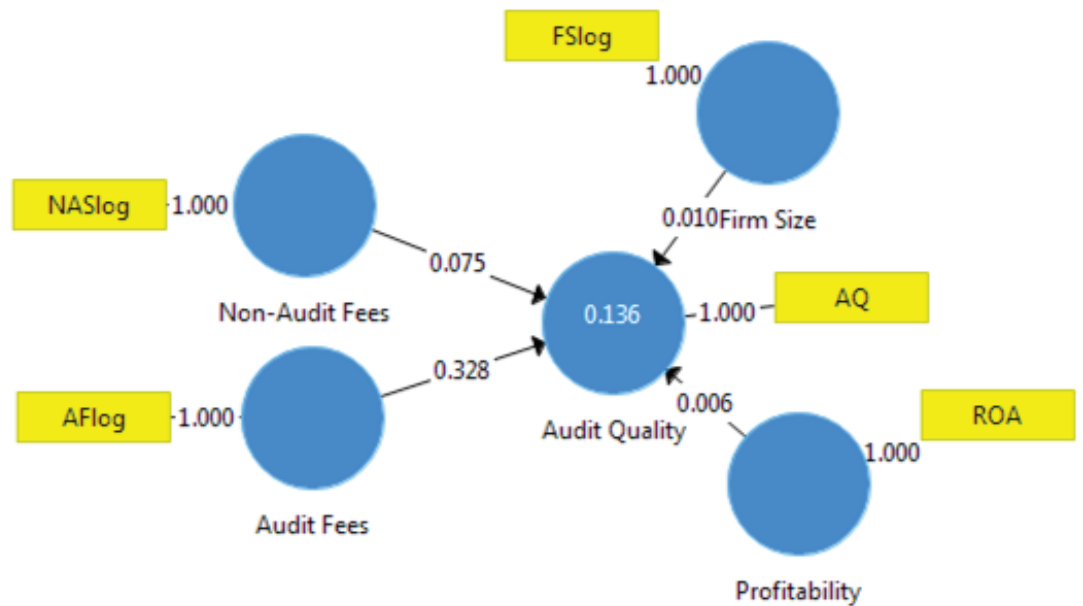 FSlog
1.000
NASlog
1.000
0.010
Firm Size
0.075
Non-Audit Fees
0.136
1.000
AQ
0.328
AFlog
1.000
Audit Quality
0.006
ROA
1.000
Audit Fees
Profitability